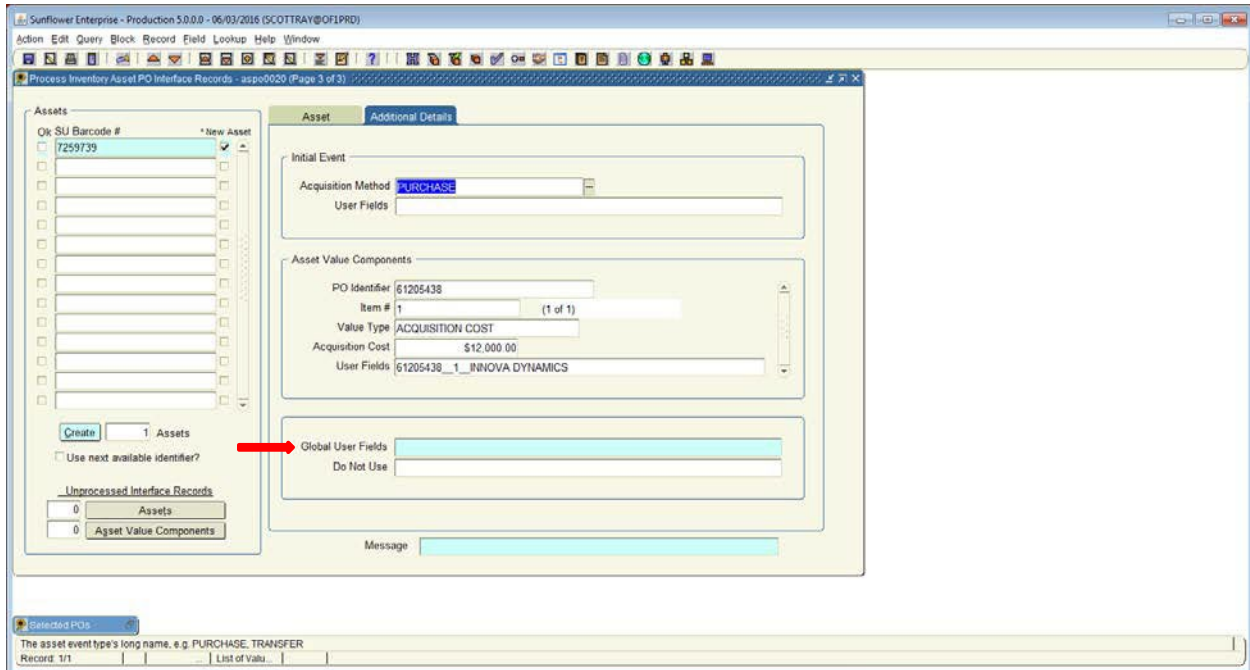 Sunflower Enterprise - Production 5.0.0.0 - 06/03/2016 (SCOTTRAY@OF1PRD)
Action Edit Query Block Record Field Lookup Help Window
Process Inventory Asset PO Interface Records - aspo0020 (Page 3 of 3)
Assets
Ok SU Barcode # * New Asset
7259739
Create 1 Assets
Use next available identifier?
Unprocessed Interface Records
0 Assets
0 Asset Value Components
Asset Additional Details
Initial Event
Acquisition Method PURCHASE
User Fields
Asset Value Components
PO Identifier 61205438
Item # 1 (1 of 1)
Value Type ACQUISITION COST
Acquisition Cost $12,000.00
User Fields 61205438__1__INNOVA DYNAMICS
Global User Fields
Do Not Use
Message
Selected POs
The asset event type's long name, e.g. PURCHASE, TRANSFER
Record: 1/1 ... List of Valu...